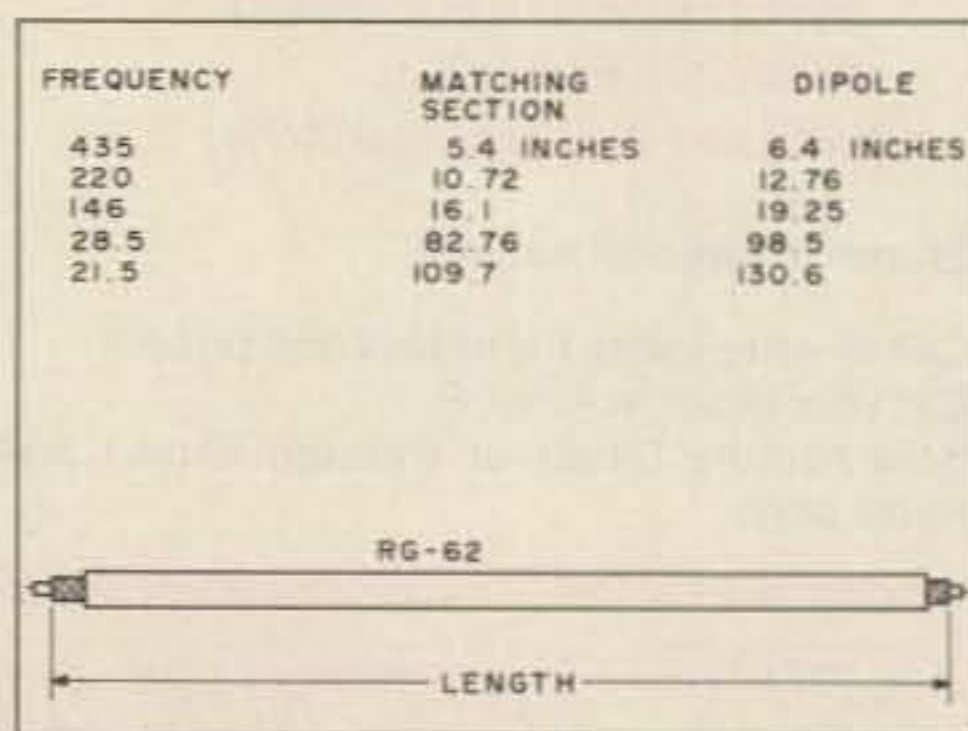 FREQUENCY MATCHING SECTION DIPOLE
435 5.4 INCHES 6.4 INCHES
220 10.72 12.76
146 16.1 19.25
28.5 82.76 98.5
21.5 109.7 130.6
RG-62
LENGTH